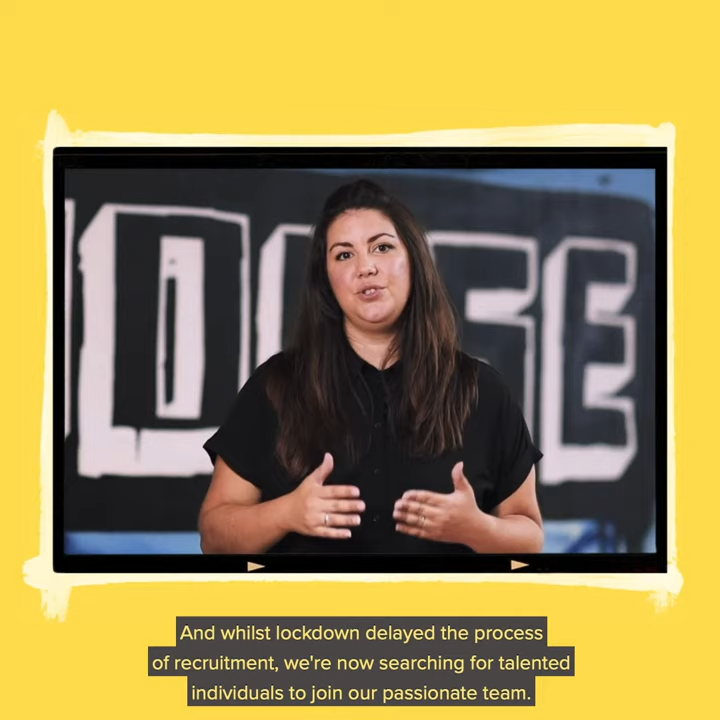 And whilst lockdown delayed the process
of recruitment, we're now searching for talented
individuals to join our passionate team.